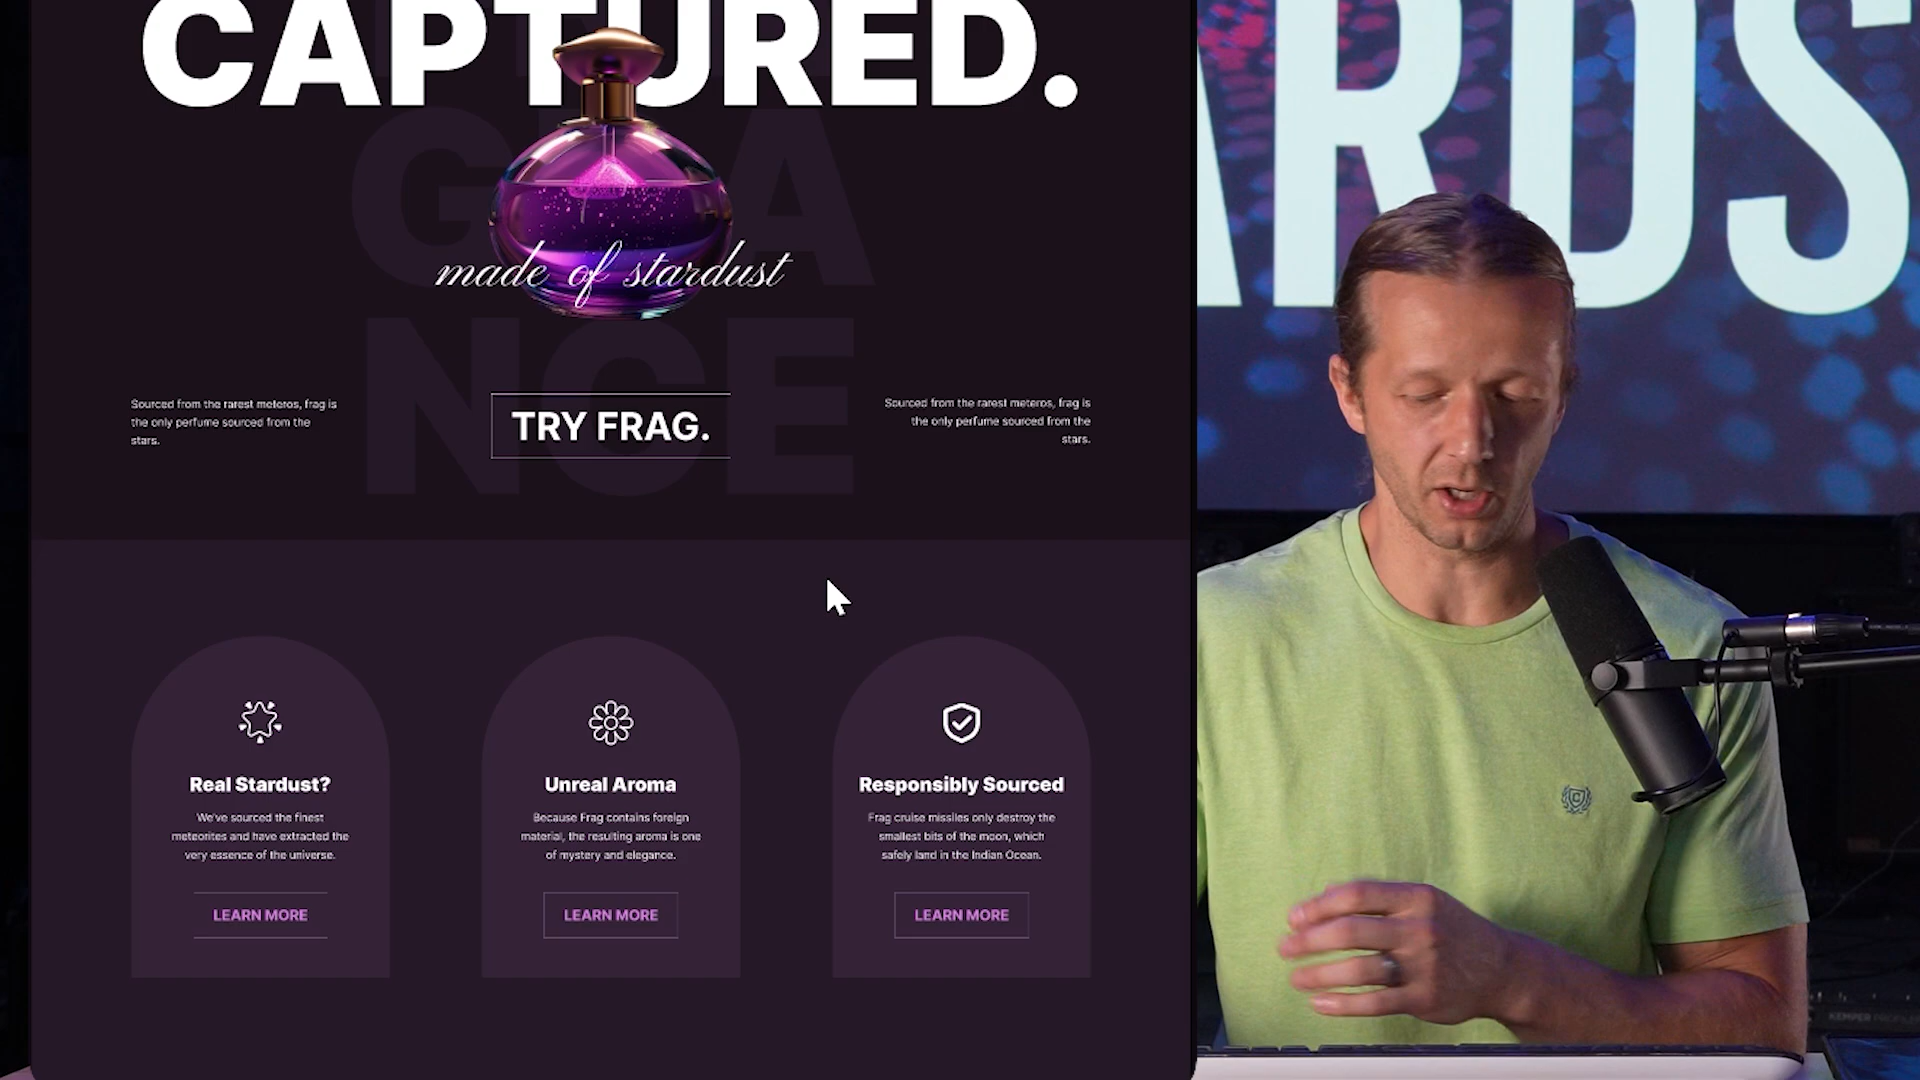 CAPTURED.
GRA
NCE
made of stardust
Sourced from the rarest meteros, frag is
the only perfume sourced from the
stars.
TRY FRAG.
Sourced from the rarest meteros, frag is
the only perfume sourced from the
stars.
Real Stardust?
We've sourced the finest
meteorites and have extracted the
very essence of the universe.
LEARN MORE
Unreal Aroma
Because Frag contains foreign
material, the resulting aroma is one
of mystery and elegance.
LEARN MORE
Responsibly Sourced
Frag cruise missiles only destroy the
smallest bits of the moon, which
safely land in the Indian Ocean.
LEARN MORE
ARDS
KEMPER PROFILER